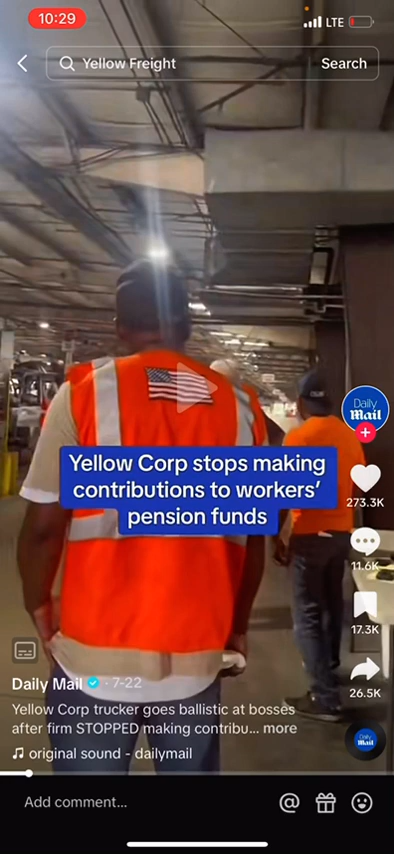 10:29
LTE
Yellow Freight
Search
Yellow Corp stops making
contributions to workers'
pension funds
Daily
Mail
273.3K
11.6K
17.3K
26.5K
Daily Mail · 7-22
Yellow Corp trucker goes ballistic at bosses
after firm STOPPED making contribu... more
original sound - dailymail
Daily
Mail
Add comment...
@